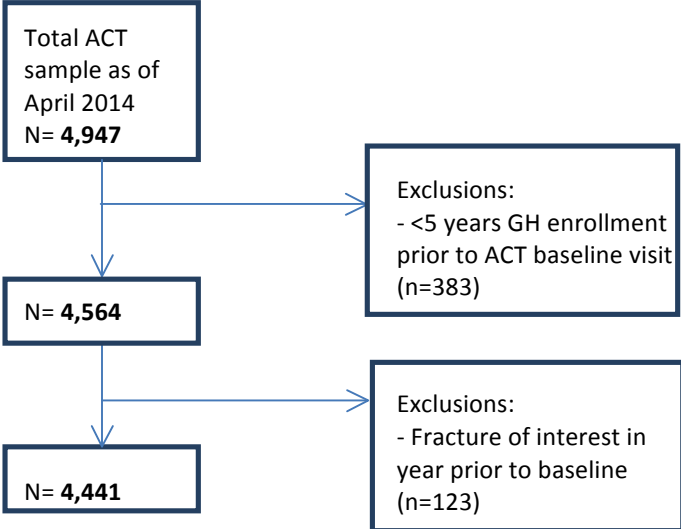 Total ACT
sample as of
April 2014
N= 4,947
Exclusions:
- <5 years GH enrollment
prior to ACT baseline visit
(n=383)
N= 4,564
Exclusions:
- Fracture of interest in
year prior to baseline
(n=123)
N= 4,441